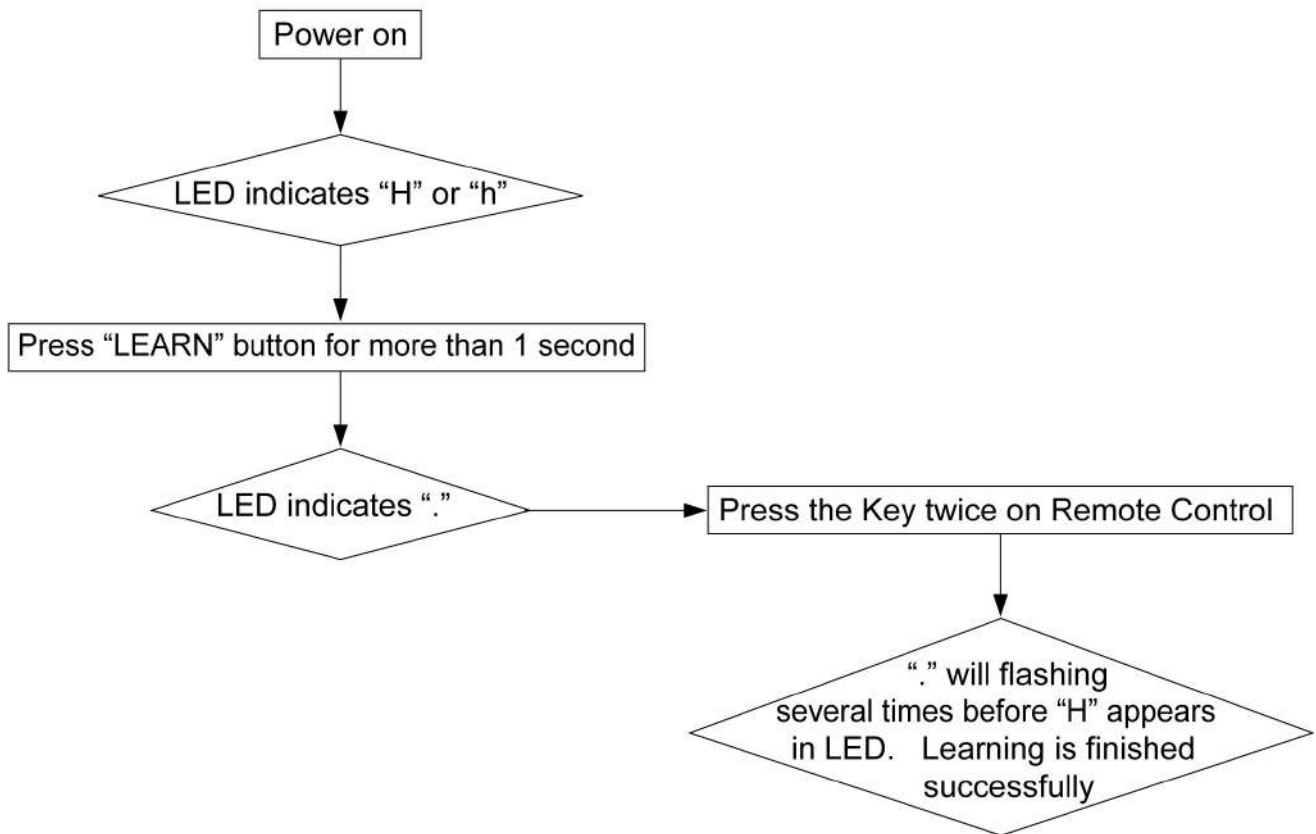 Power on
LED indicates “H” or “h”
Press “LEARN” button for more than 1 second
LED indicates “.”
Press the Key twice on Remote Control
“.” will flashing
several times before “H” appears
in LED. Learning is finished
successfully